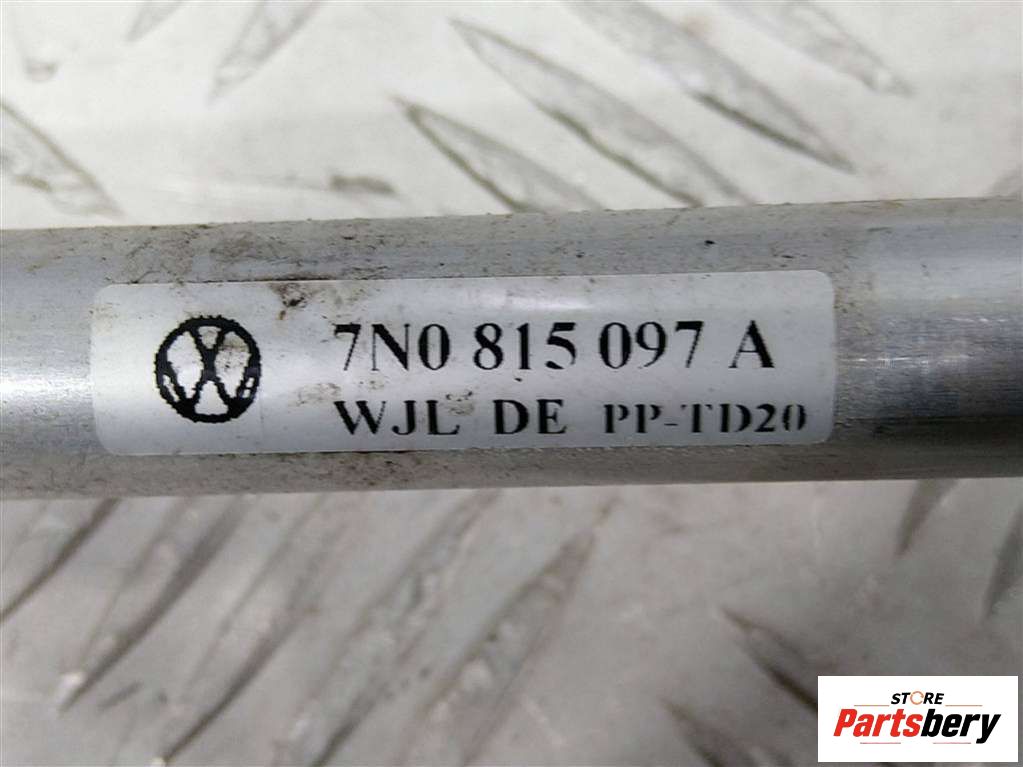 7N0 815 097 A
WJL DE PP-TD20
STORE
Partsbery